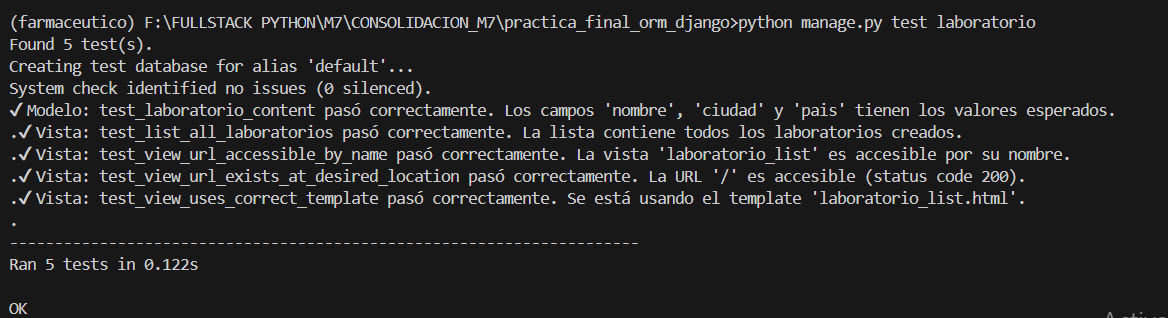 (farmaceutico) F:\FULLSTACK PYTHON\M7\CONSOLIDACION_M7\practica_final_orm_django>python manage.py test laboratorio
Found 5 test(s).
Creating test database for alias 'default'...
System check identified no issues (0 silenced).
✓ Modelo: test_laboratorio_content pasó correctamente. Los campos 'nombre', 'ciudad' y 'pais' tienen los valores esperados.
.✓ Vista: test_list_all_laboratorios pasó correctamente. La lista contiene todos los laboratorios creados.
.✓ Vista: test_view_url_accessible_by_name pasó correctamente. La vista 'laboratorio_list' es accesible por su nombre.
.✓ Vista: test_view_url_exists_at_desired_location pasó correctamente. La URL '/' es accesible (status code 200).
.✓ Vista: test_view_uses_correct_template pasó correctamente. Se está usando el template 'laboratorio_list.html'.
.
----------------------------------------------------------------------
Ran 5 tests in 0.122s
OK